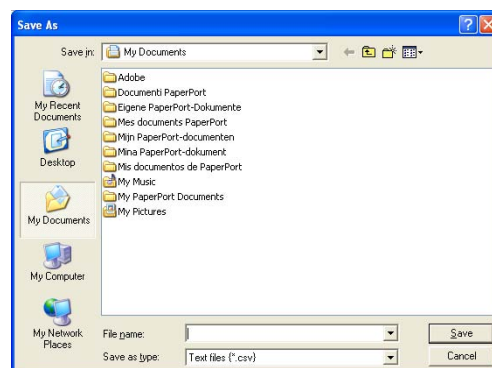 Save As
Save in: My Documents
My Recent
Documents
Desktop
My Documents
My Computer
My Network
Places
Adobe
Documenti PaperPort
Eigene PaperPort-Dokumente
Mes documents PaperPort
Mijn PaperPort-documenten
Mina PaperPort-dokument
Mis documentos de PaperPort
My Music
My PaperPort Documents
My Pictures
File name:
Save
Save as type: Text files (*.csv)
Cancel